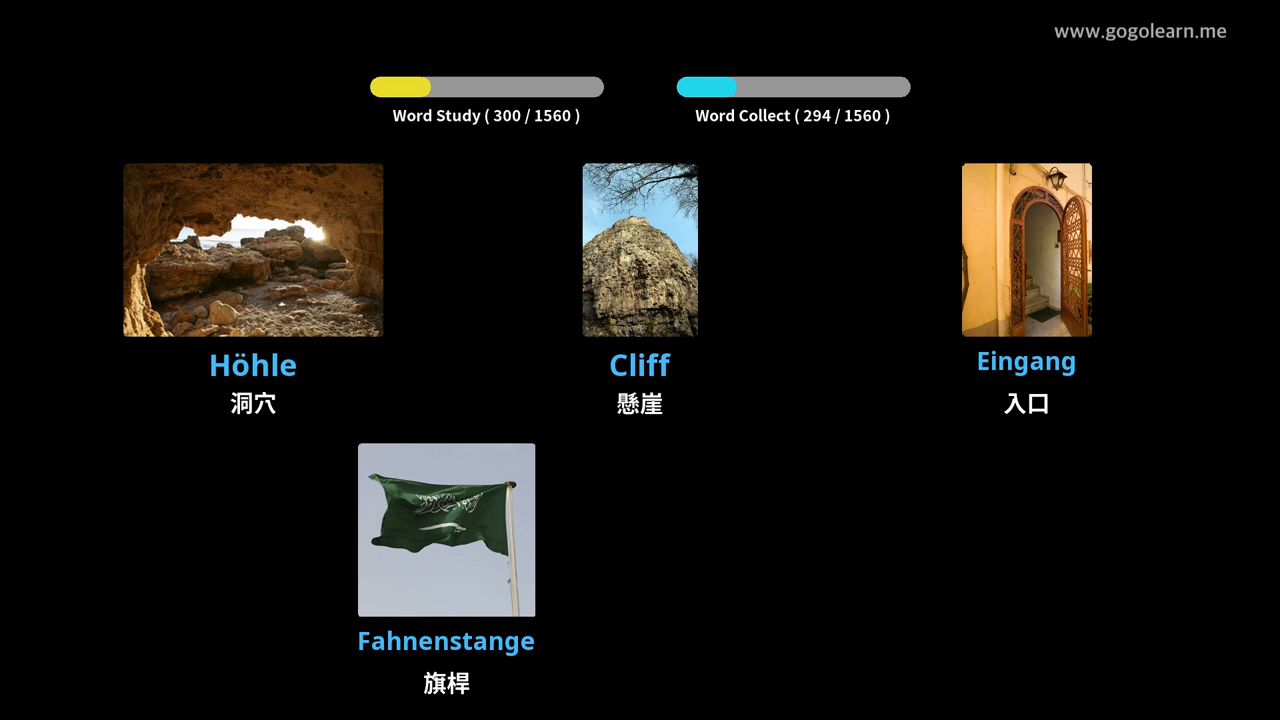 www.gogolearn.me
Word Study ( 300 / 1560 )
Word Collect ( 294 / 1560 )
Höhle
洞穴
Cliff
懸崖
Eingang
入口
Fahnenstange
旗桿